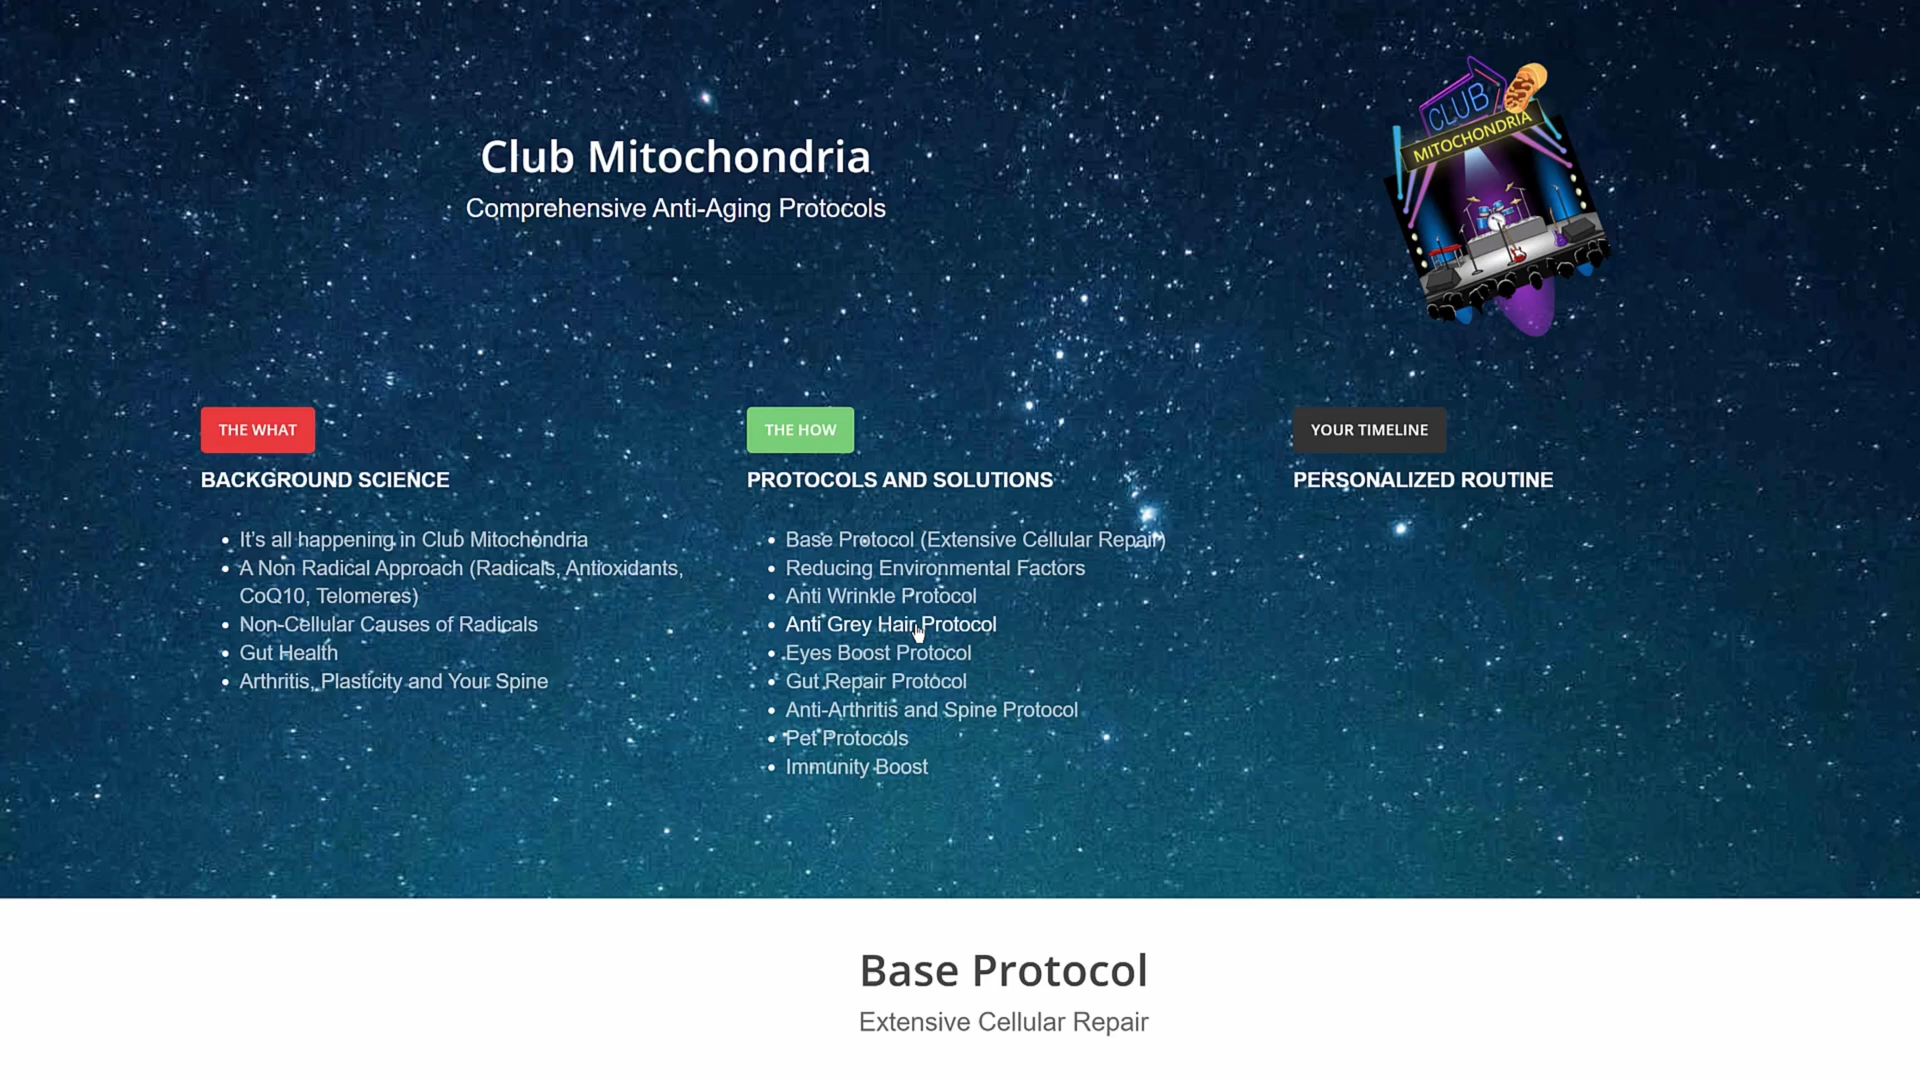 CLUB
MITOCHONDRIA
Club Mitochondria
Comprehensive Anti-Aging Protocols
THE WHAT
BACKGROUND SCIENCE
It's all happening in Club Mitochondria
A Non Radical Approach (Radicals, Antioxidants,
CoQ10, Telomeres)
Non-Cellular Causes of Radicals
Gut Health
Arthritis, Plasticity and Your Spine
THE HOW
PROTOCOLS AND SOLUTIONS
Base Protocol (Extensive Cellular Repair)
Reducing Environmental Factors
Anti Wrinkle Protocol
Anti Grey Hair Protocol
Eyes Boost Protocol
Gut Repair Protocol
Anti-Arthritis and Spine Protocol
Pet Protocols
Immunity Boost
YOUR TIMELINE
PERSONALIZED ROUTINE
Base Protocol
Extensive Cellular Repair